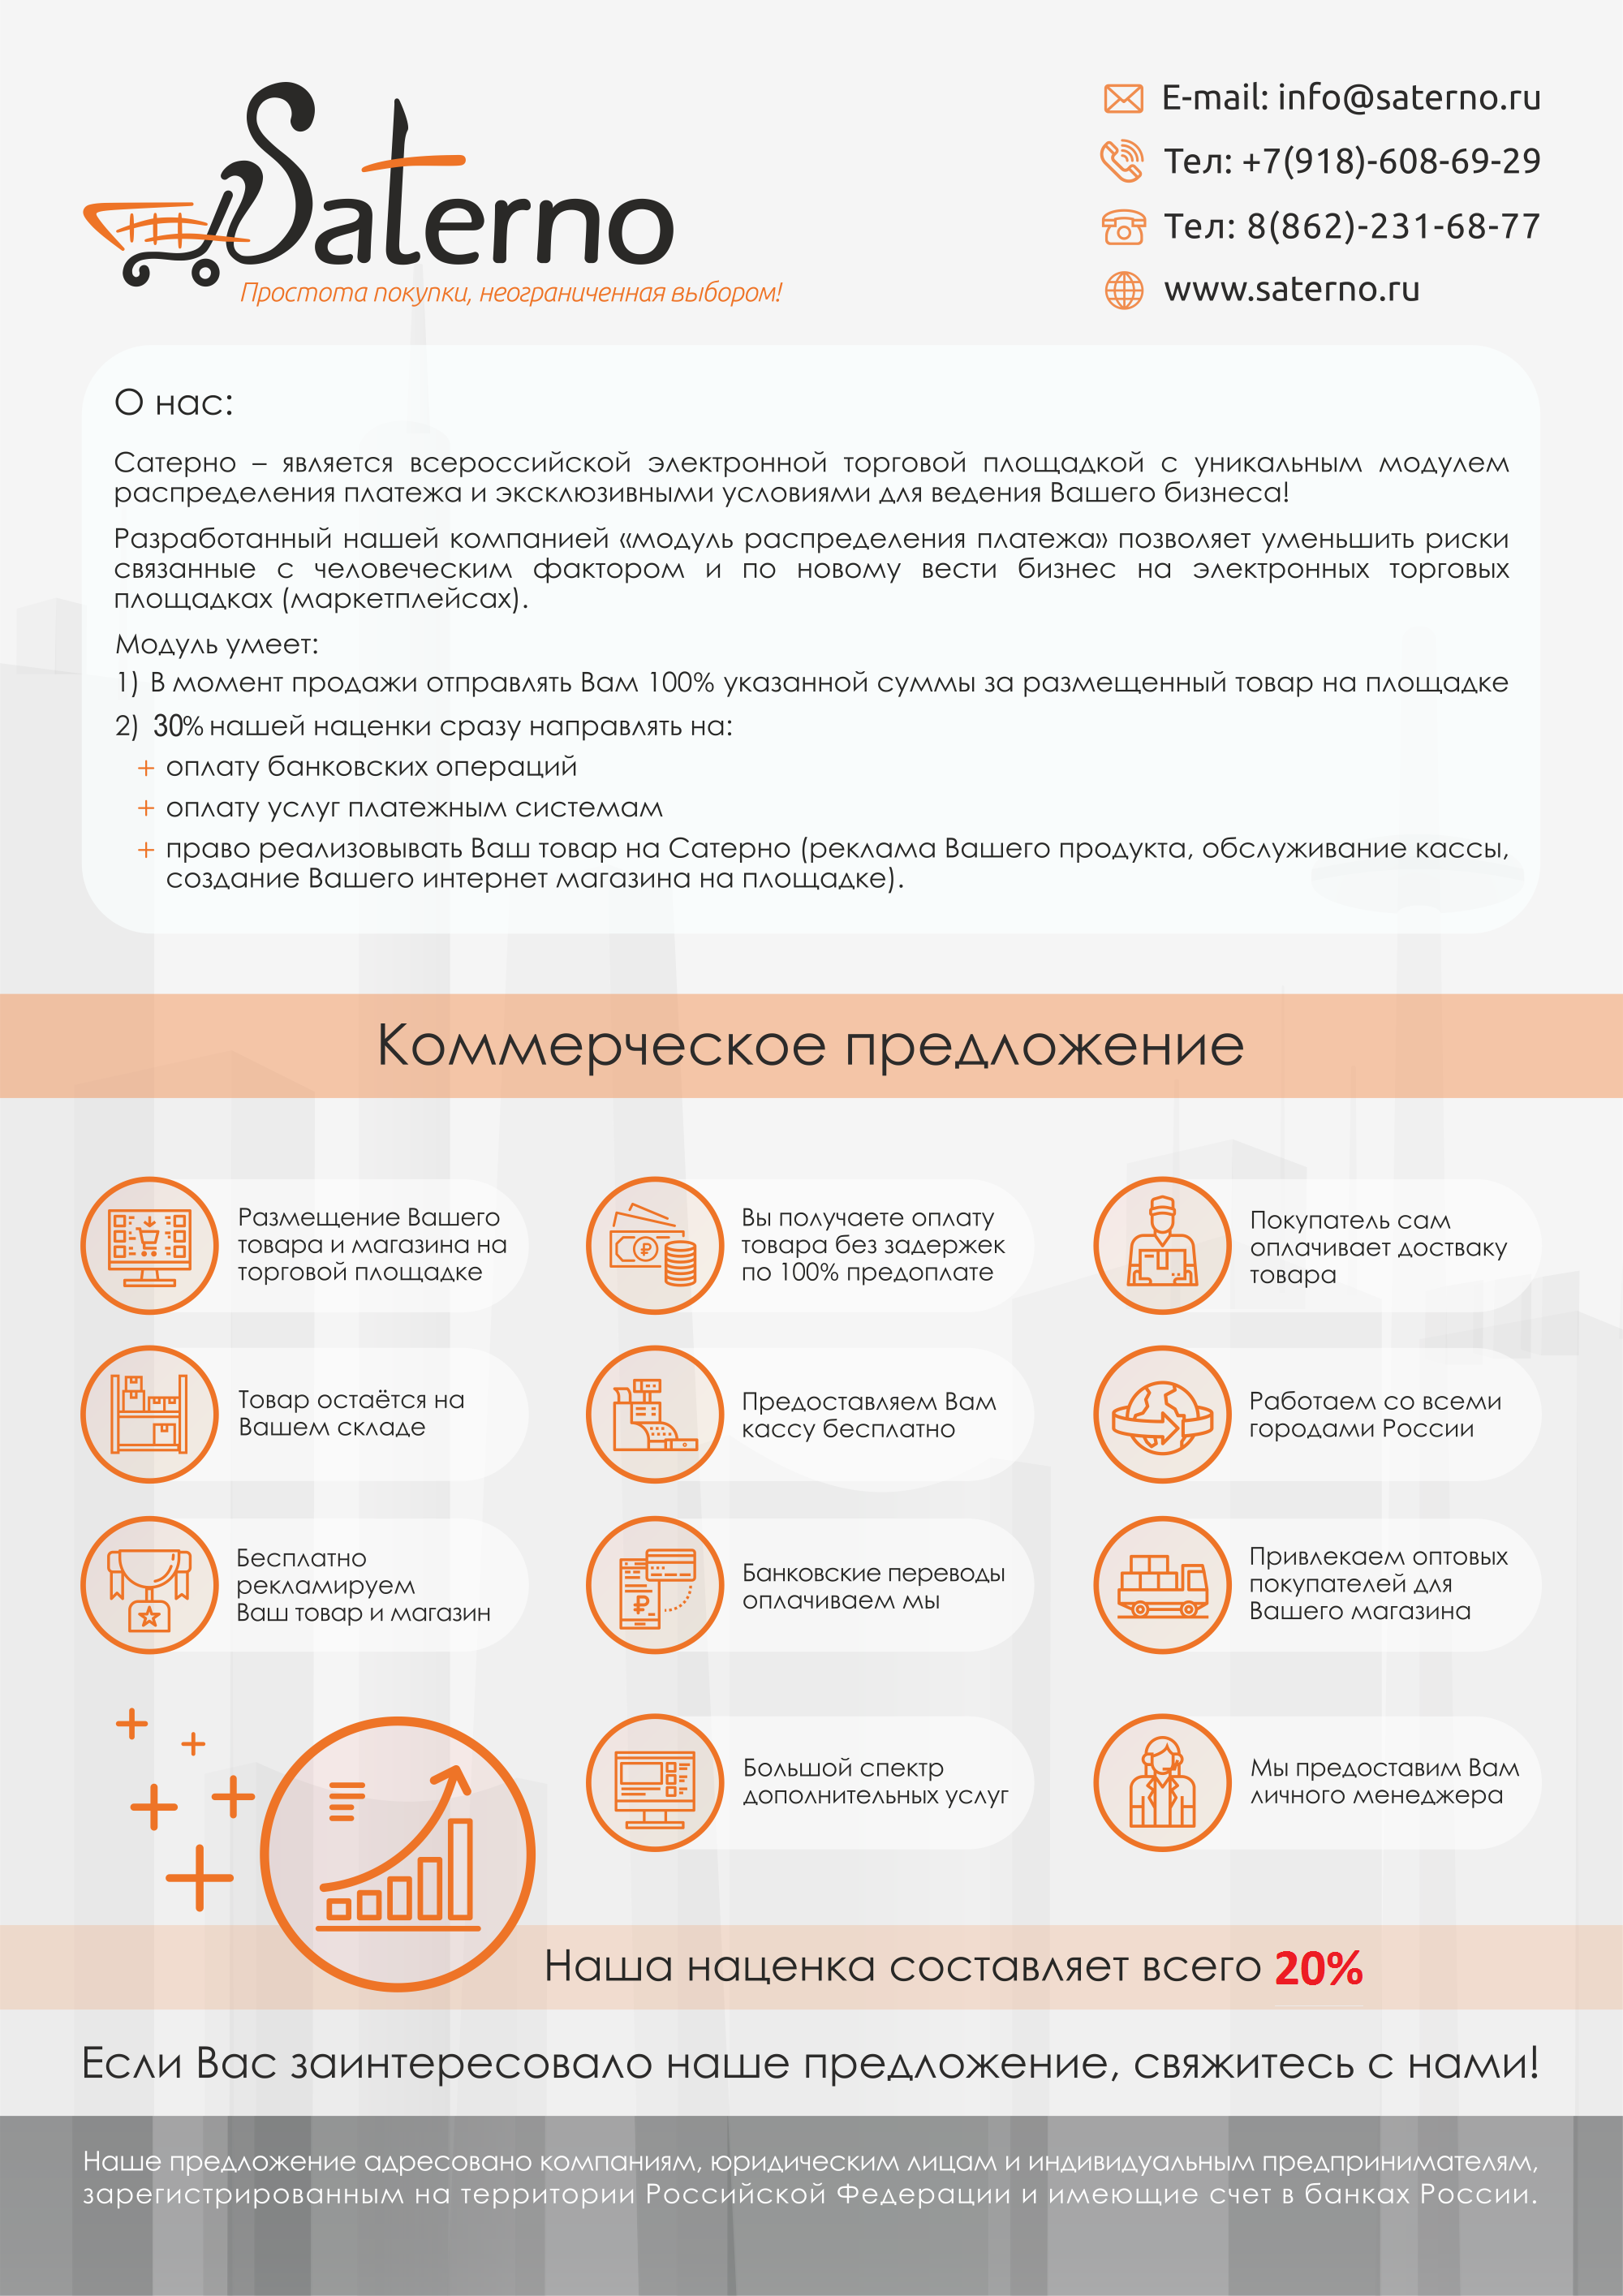 Saterno
Простота покупки, неограниченная выбором!
E-mail: info@saterno.ru
Тел: +7(918)-608-69-29
Тел: 8(862)-231-68-77
www.saterno.ru
О нас:
Сатерно – является всероссийской электронной торговой площадкой с уникальным модулем
распределения платежа и эксклюзивными условиями для ведения Вашего бизнеса!
Разработанный нашей компанией «модуль распределения платежа» позволяет уменьшить риски
связанные с человеческим фактором и по новому вести бизнес на электронных торговых
площадках (маркетплейсах).
Модуль умеет:
1) В момент продажи отправлять Вам 100% указанной суммы за размещенный товар на площадке
2) 30% нашей наценки сразу направлять на:
+ оплату банковских операций
+ оплату услуг платежным системам
+ право реализовывать Ваш товар на Сатерно (реклама Вашего продукта, обслуживание кассы,
создание Вашего интернет магазина на площадке).
Коммерческое предложение
Размещение Вашего
товара и магазина на
торговой площадке
Вы получаете оплату
товара без задержек
по 100% предоплате
Покупатель сам
оплачивает достваку
товара
Товар остаётся на
Вашем складе
Предоставляем Вам
кассу бесплатно
Работаем со всеми
городами России
Бесплатно
рекламируем
Ваш товар и магазин
Банковские переводы
оплачиваем мы
Привлекаем оптовых
покупателей для
Вашего магазина
Большой спектр
дополнительных услуг
Мы предоставим Вам
личного менеджера
Наша наценка составляет всего 20%
Если Вас заинтересовало наше предложение, свяжитесь с нами!
Наше предложение адресовано компаниям, юридическим лицам и индивидуальным предпринимателям,
зарегистрированным на территории Российской Федерации и имеющие счет в банках России.